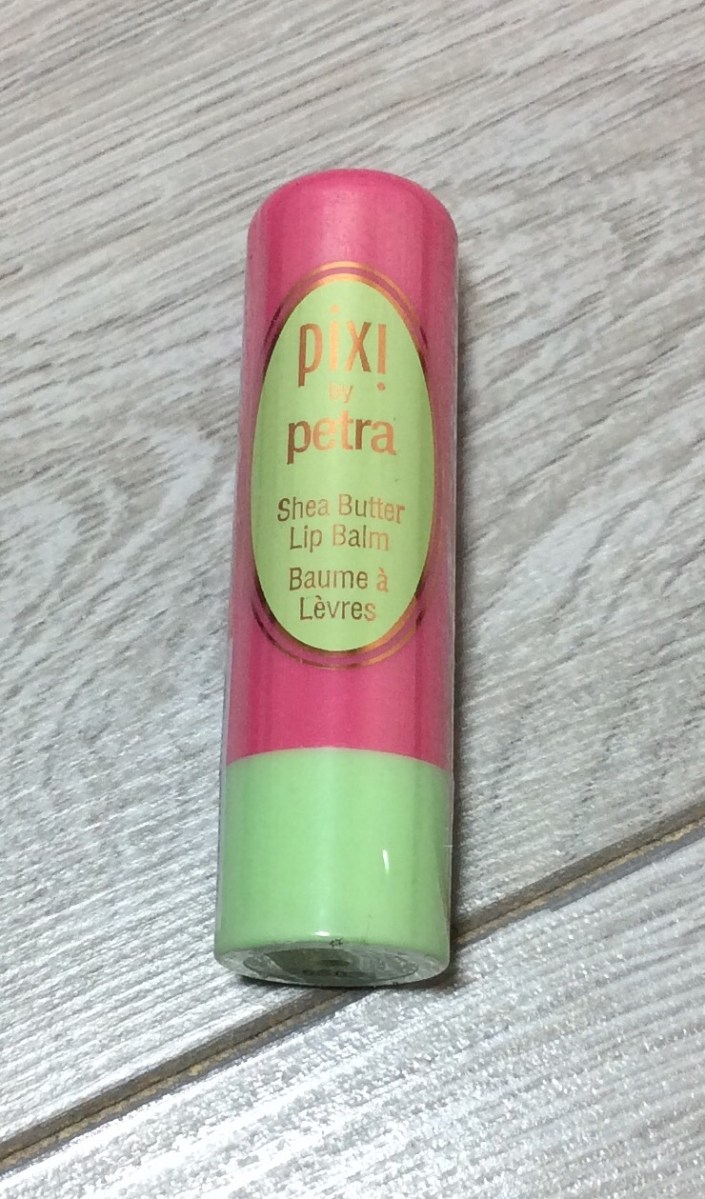 pixi
by
petra
Shea Butter
Lip Balm
Baume à
Lèvres